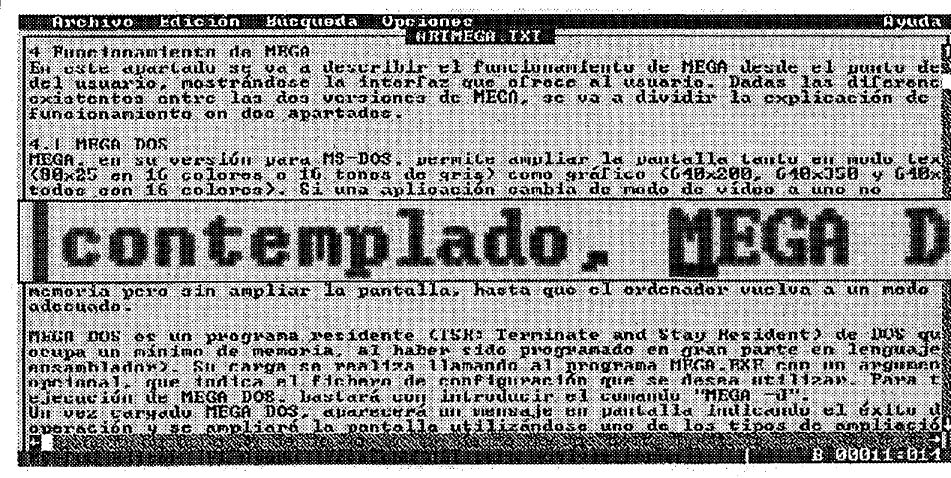 Archivo Edición Búsqueda Opciones Ayuda
ARTMEGA.TXT
4 Funcionamiento de MEGA
En este apartado se va a describir el funcionamiento de MEGA desde el punto de
del usuario, mostrándose la interfaz que ofrece al usuario. Dadas las diferenc
existentes entre las dos versiones de MEGA, se va a dividir la explicación de
funcionamiento en dos apartados.
4.1 MEGA DOS
MEGA, en su versión para MS-DOS, permite ampliar la pantalla tanto en modo tex
(80x25 en 16 colores o 16 tonos de gris) como gráfico (640x200, 640x350 y 640x
todos con 16 colores). Si una aplicación cambia de modo de vídeo a uno no
contemplado, MEGA D
memoria pero sin ampliar la pantalla, hasta que el ordenador vuelva a un modo
adecuado.
MEGA DOS es un programa residente (TSR: Terminate and Stay Resident) de DOS qu
ocupa un mínimo de memoria, al haber sido programado en gran parte en lenguaje
ensamblador). Su carga se realiza llamando al programa MEGA.EXE con un argumen
opcional, que indica el fichero de configuración que se desea utilizar. Para t
ejecución de MEGA DOS, bastará con introducir el comando "MEGA -d".
Un vez cargado MEGA DOS, aparecerá un mensaje en pantalla indicando el éxito d
operación y se ampliará la pantalla utilizándose uno de los tipos de ampliació
B 00011:014